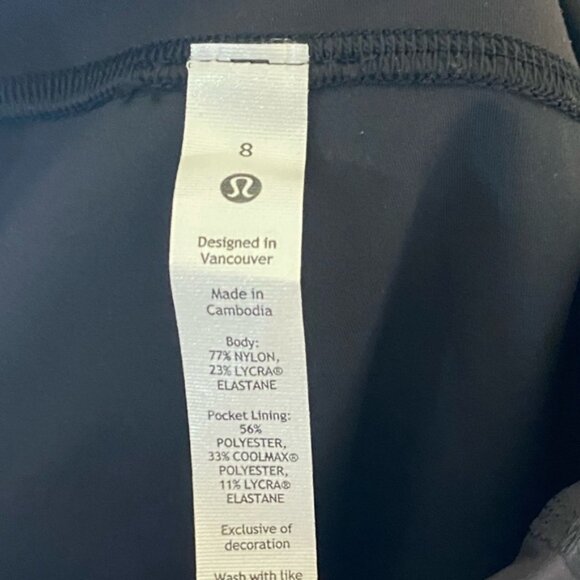 8
Designed in
Vancouver
Made in
Cambodia
Body:
77% NYLON,
23% LYCRA®
ELASTANE
Pocket Lining:
56%
POLYESTER,
33% COOLMAX®
POLYESTER,
11% LYCRA®
ELASTANE
Exclusive of
decoration
Wash with like